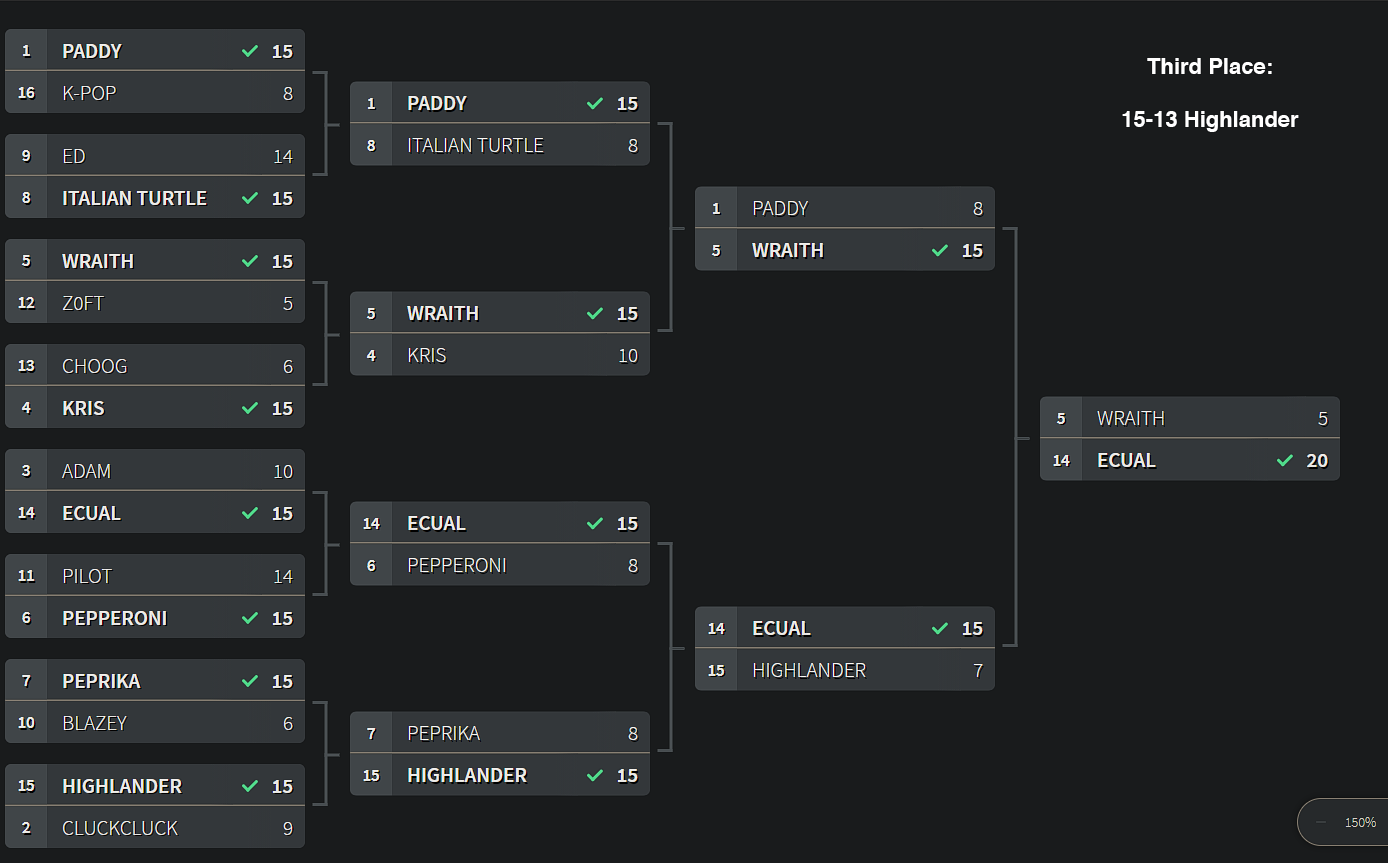 1 PADDY 15
16 K-POP 8
9 ED 14
8 ITALIAN TURTLE 15
5 WRAITH 15
12 Z0FT 5
13 CHOOG 6
4 KRIS 15
3 ADAM 10
14 ECUAL 15
11 PILOT 14
6 PEPPERONI 15
7 PEPRIKA 15
10 BLAZEY 6
15 HIGHLANDER 15
2 CLUCKCLUCK 9
1 PADDY 15
8 ITALIAN TURTLE 8
5 WRAITH 15
4 KRIS 10
14 ECUAL 15
6 PEPPERONI 8
7 PEPRIKA 8
15 HIGHLANDER 15
1 PADDY 8
5 WRAITH 15
14 ECUAL 15
15 HIGHLANDER 7
5 WRAITH 5
14 ECUAL 20
Third Place:
15-13 Highlander
150%